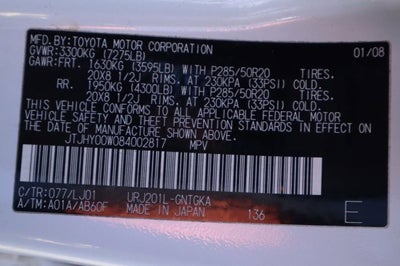 MFD.BY:TOYOTA MOTOR CORPORATION 01/08
GVWR:3300KG (7275LB)
GAWR:FRT. 1630KG (3595LB) WITH P285/50R20 TIRES.
20X8 1/2J RIMS. AT 230KPA (33PSI) COLD.
RR. 1950KG (4300LB) WITH P285/50R20 TIRES.
20X8 1/2J RIMS. AT 230KPA (33PSI) COLD.
THIS VEHICLE CONFORMS TO ALL APPLICABLE FEDERAL MOTOR
VEHICLE SAFETY AND THEFT PREVENTION STANDARDS IN EFFECT ON
THE DATE OF MANUFACTURE SHOWN ABOVE.
JTJHY00W084002817 MPV
C/TR:077/LJ01 URJ201L-GNTGKA
A/TM:A01A/AB60F MADE IN JAPAN 136 E